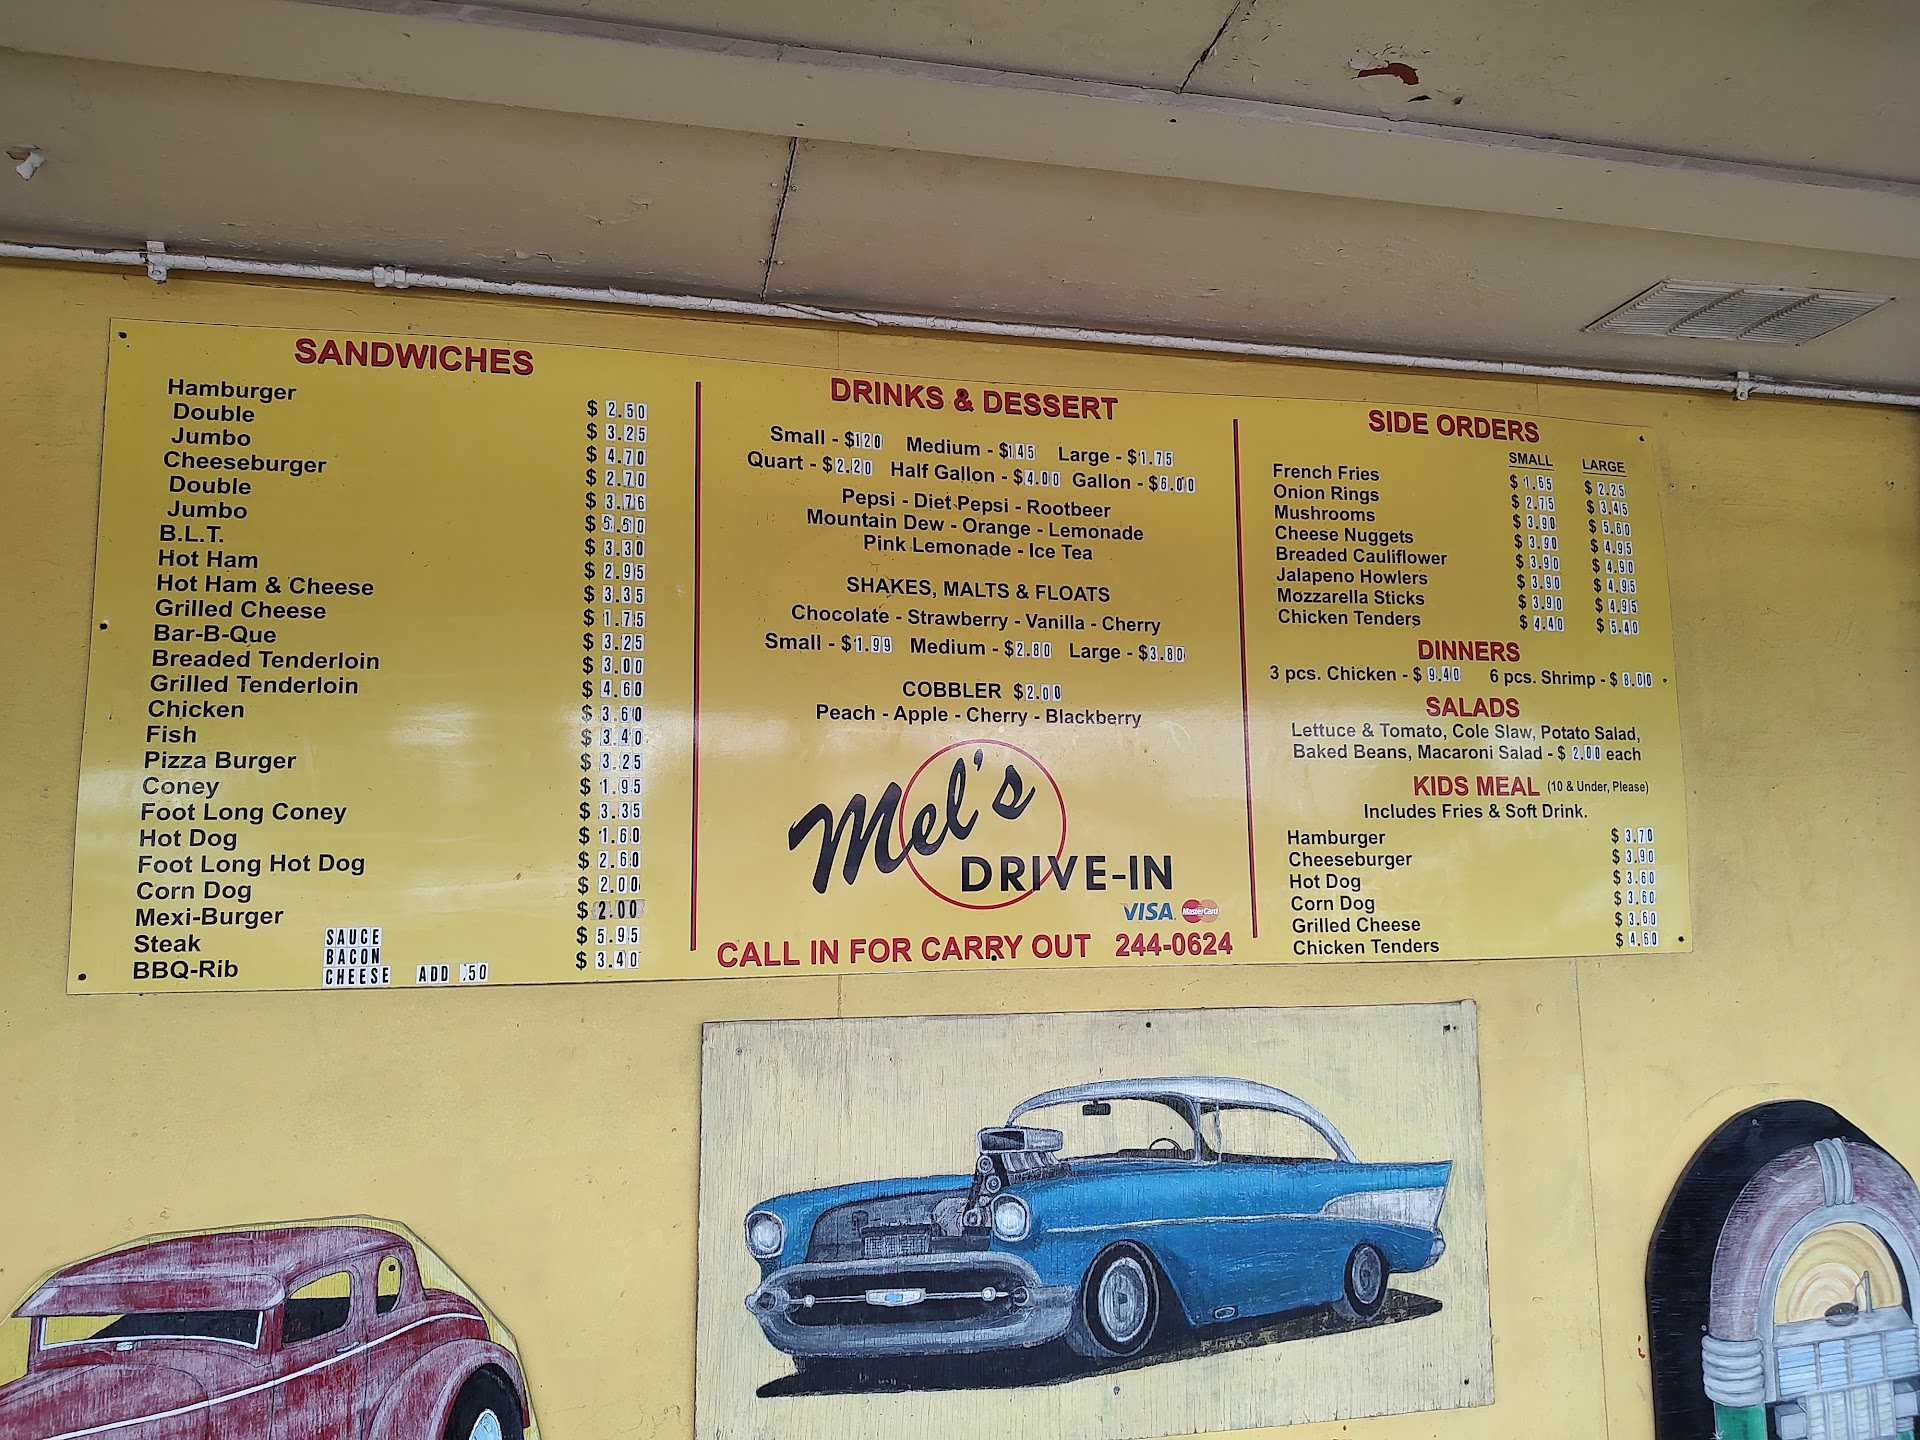 SANDWICHES
Hamburger $ 2.50
Double $ 3.25
Jumbo $ 4.70
Cheeseburger $ 2.70
Double $ 3.76
Jumbo $ 5.50
B.L.T. $ 3.30
Hot Ham $ 2.95
Hot Ham & Cheese $ 3.35
Grilled Cheese $ 1.75
Bar-B-Que $ 3.25
Breaded Tenderloin $ 3.00
Grilled Tenderloin $ 4.60
Chicken $ 3.60
Fish $ 3.40
Pizza Burger $ 3.25
Coney $ 1.95
Foot Long Coney $ 3.35
Hot Dog $ 1.60
Foot Long Hot Dog $ 2.60
Corn Dog $ 2.00
Mexi-Burger $ 2.00
Steak $ 5.95
BBQ-Rib $ 3.40
SAUCE
BACON
CHEESE ADD .50
DRINKS & DESSERT
Small - $120 Medium - $145 Large - $1.75
Quart - $2.20 Half Gallon - $4.00 Gallon - $6.00
Pepsi - Diet Pepsi - Rootbeer
Mountain Dew - Orange - Lemonade
Pink Lemonade - Ice Tea
SHAKES, MALTS & FLOATS
Chocolate - Strawberry - Vanilla - Cherry
Small - $1.99 Medium - $2.80 Large - $3.80
COBBLER $2.00
Peach - Apple - Cherry - Blackberry
Mel's
DRIVE-IN
VISA MasterCard
CALL IN FOR CARRY OUT 244-0624
SIDE ORDERS
SMALL LARGE
French Fries $ 1.65 $ 2.25
Onion Rings $ 2.75 $ 3.45
Mushrooms $ 3.90 $ 5.60
Cheese Nuggets $ 3.90 $ 4.95
Breaded Cauliflower $ 3.90 $ 4.90
Jalapeno Howlers $ 3.90 $ 4.95
Mozzarella Sticks $ 3.90 $ 4.95
Chicken Tenders $ 4.40 $ 5.40
DINNERS
3 pcs. Chicken - $ 9.40 6 pcs. Shrimp - $ 8.00
SALADS
Lettuce & Tomato, Cole Slaw, Potato Salad,
Baked Beans, Macaroni Salad - $ 2.00 each
KIDS MEAL (10 & Under, Please)
Includes Fries & Soft Drink.
Hamburger $ 3.70
Cheeseburger $ 3.90
Hot Dog $ 3.60
Corn Dog $ 3.60
Grilled Cheese $ 3.60
Chicken Tenders $ 4.60